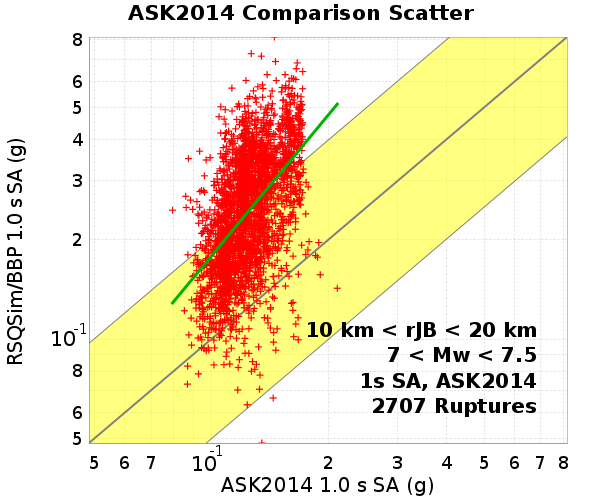 ASK2014 Comparison Scatter
RSQSim/BBP 1.0 s SA (g)
8
6
5
4
3
2
10-1
8
6
5
10 km < rJB < 20 km
7 < Mw < 7.5
1s SA, ASK2014
2707 Ruptures
5 6 7 10-1 2 3 4 5 6 7 8
ASK2014 1.0 s SA (g)